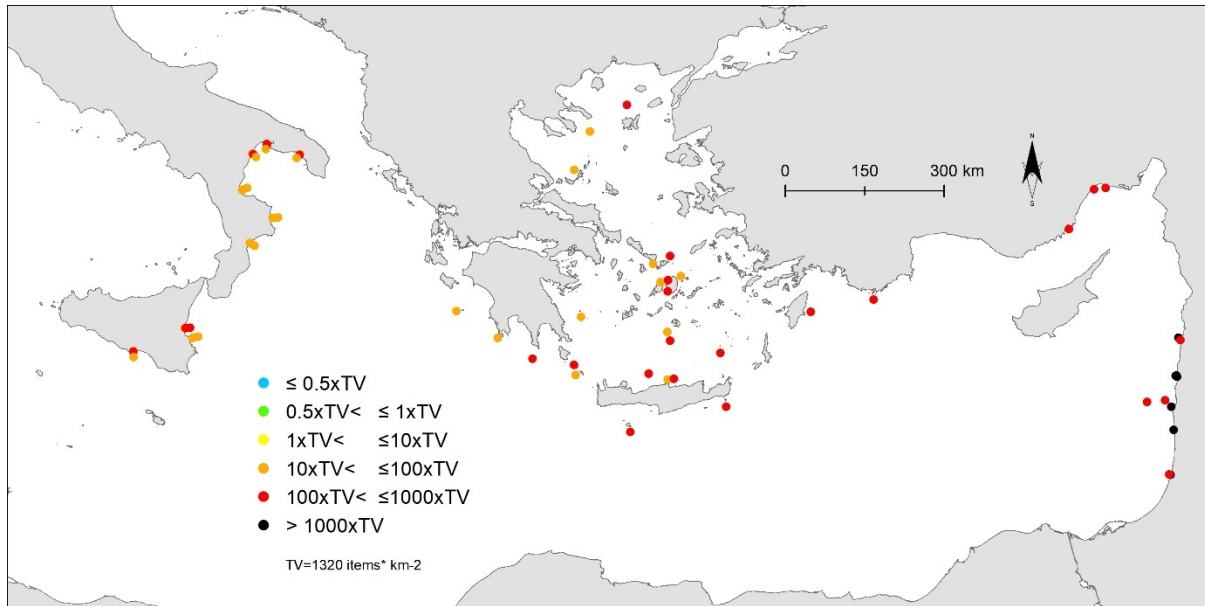 N
0 150 300 km
S
≤ 0.5xTV
0.5xTV< ≤ 1xTV
1xTV< ≤10xTV
10xTV< ≤100xTV
100xTV< ≤1000xTV
> 1000xTV
TV=1320 items* km-2